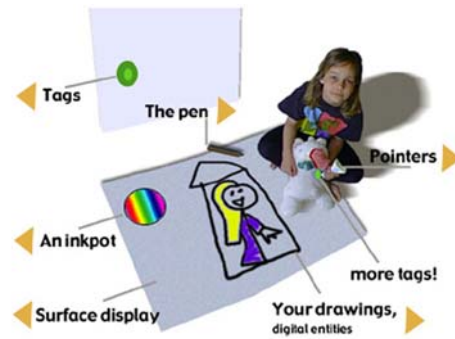 Tags
The pen
Pointers
An inkpot
more tags!
Surface display
Your drawings,
digital entities